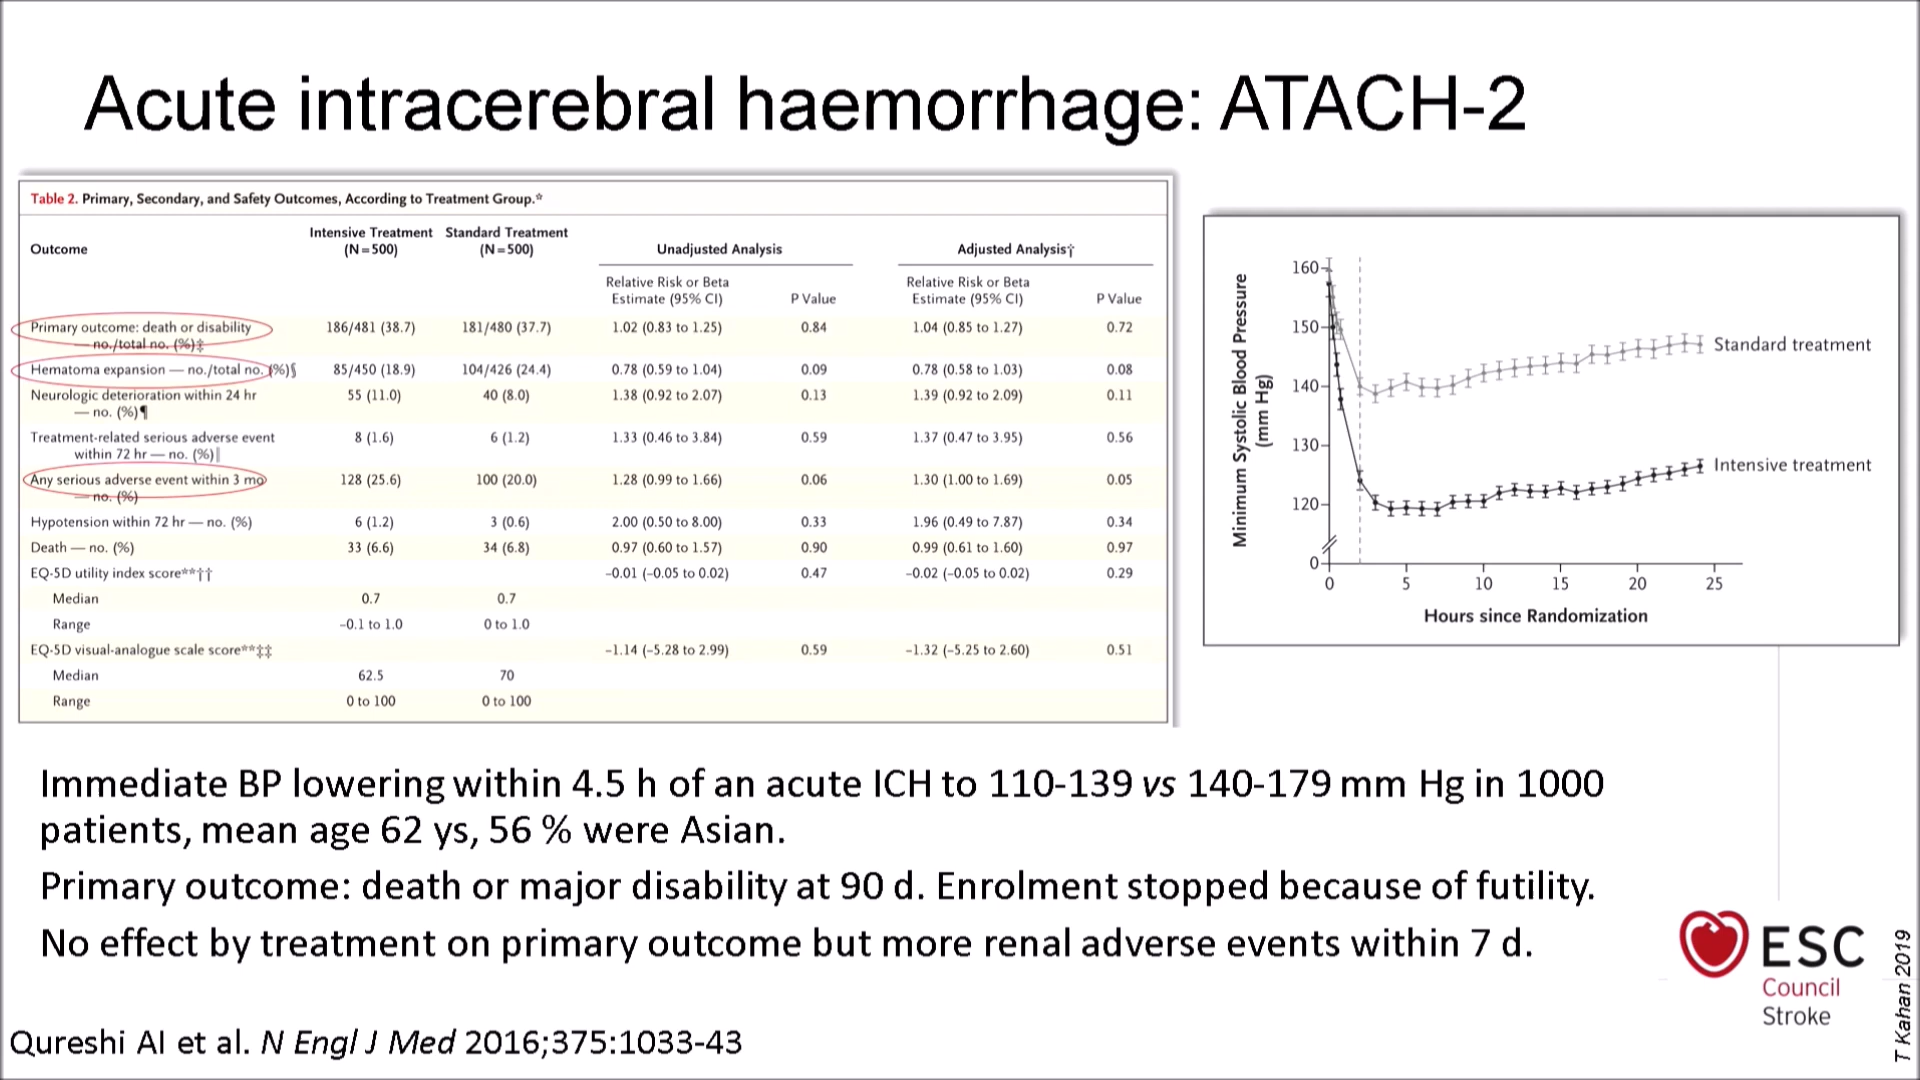 Acute intracerebral haemorrhage: ATACH-2
Table 2. Primary, Secondary, and Safety Outcomes, According to Treatment Group.*
Outcome
Intensive Treatment (N=500)
Standard Treatment (N=500)
Unadjusted Analysis
Adjusted Analysis†
Relative Risk or Beta Estimate (95% CI)
P Value
Relative Risk or Beta Estimate (95% CI)
P Value
Primary outcome: death or disability — no./total no. (%)‡ 186/481 (38.7) 181/480 (37.7) 1.02 (0.83 to 1.25) 0.84 1.04 (0.85 to 1.27) 0.72
Hematoma expansion — no./total no. (%)§ 85/450 (18.9) 104/426 (24.4) 0.78 (0.59 to 1.04) 0.09 0.78 (0.58 to 1.03) 0.08
Neurologic deterioration within 24 hr — no. (%)¶ 55 (11.0) 40 (8.0) 1.38 (0.92 to 2.07) 0.13 1.39 (0.92 to 2.09) 0.11
Treatment-related serious adverse event within 72 hr — no. (%)‖ 8 (1.6) 6 (1.2) 1.33 (0.46 to 3.84) 0.59 1.37 (0.47 to 3.95) 0.56
Any serious adverse event within 3 mo — no. (%) 128 (25.6) 100 (20.0) 1.28 (0.99 to 1.66) 0.06 1.30 (1.00 to 1.69) 0.05
Hypotension within 72 hr — no. (%) 6 (1.2) 3 (0.6) 2.00 (0.50 to 8.00) 0.33 1.96 (0.49 to 7.87) 0.34
Death — no. (%) 33 (6.6) 34 (6.8) 0.97 (0.60 to 1.57) 0.90 0.99 (0.61 to 1.60) 0.97
EQ-5D utility index score**†† −0.01 (−0.05 to 0.02) 0.47 −0.02 (−0.05 to 0.02) 0.29
Median 0.7 0.7
Range −0.1 to 1.0 0 to 1.0
EQ-5D visual-analogue scale score**‡‡ −1.14 (−5.28 to 2.99) 0.59 −1.32 (−5.25 to 2.60) 0.51
Median 62.5 70
Range 0 to 100 0 to 100
Minimum Systolic Blood Pressure
(mm Hg)
160
150
140
130
120
0
Standard treatment
Intensive treatment
0 5 10 15 20 25
Hours since Randomization
Immediate BP lowering within 4.5 h of an acute ICH to 110-139 vs 140-179 mm Hg in 1000
patients, mean age 62 ys, 56 % were Asian.
Primary outcome: death or major disability at 90 d. Enrolment stopped because of futility.
No effect by treatment on primary outcome but more renal adverse events within 7 d.
Qureshi AI et al. N Engl J Med 2016;375:1033-43
ESC
Council
Stroke
T Kahan 2019